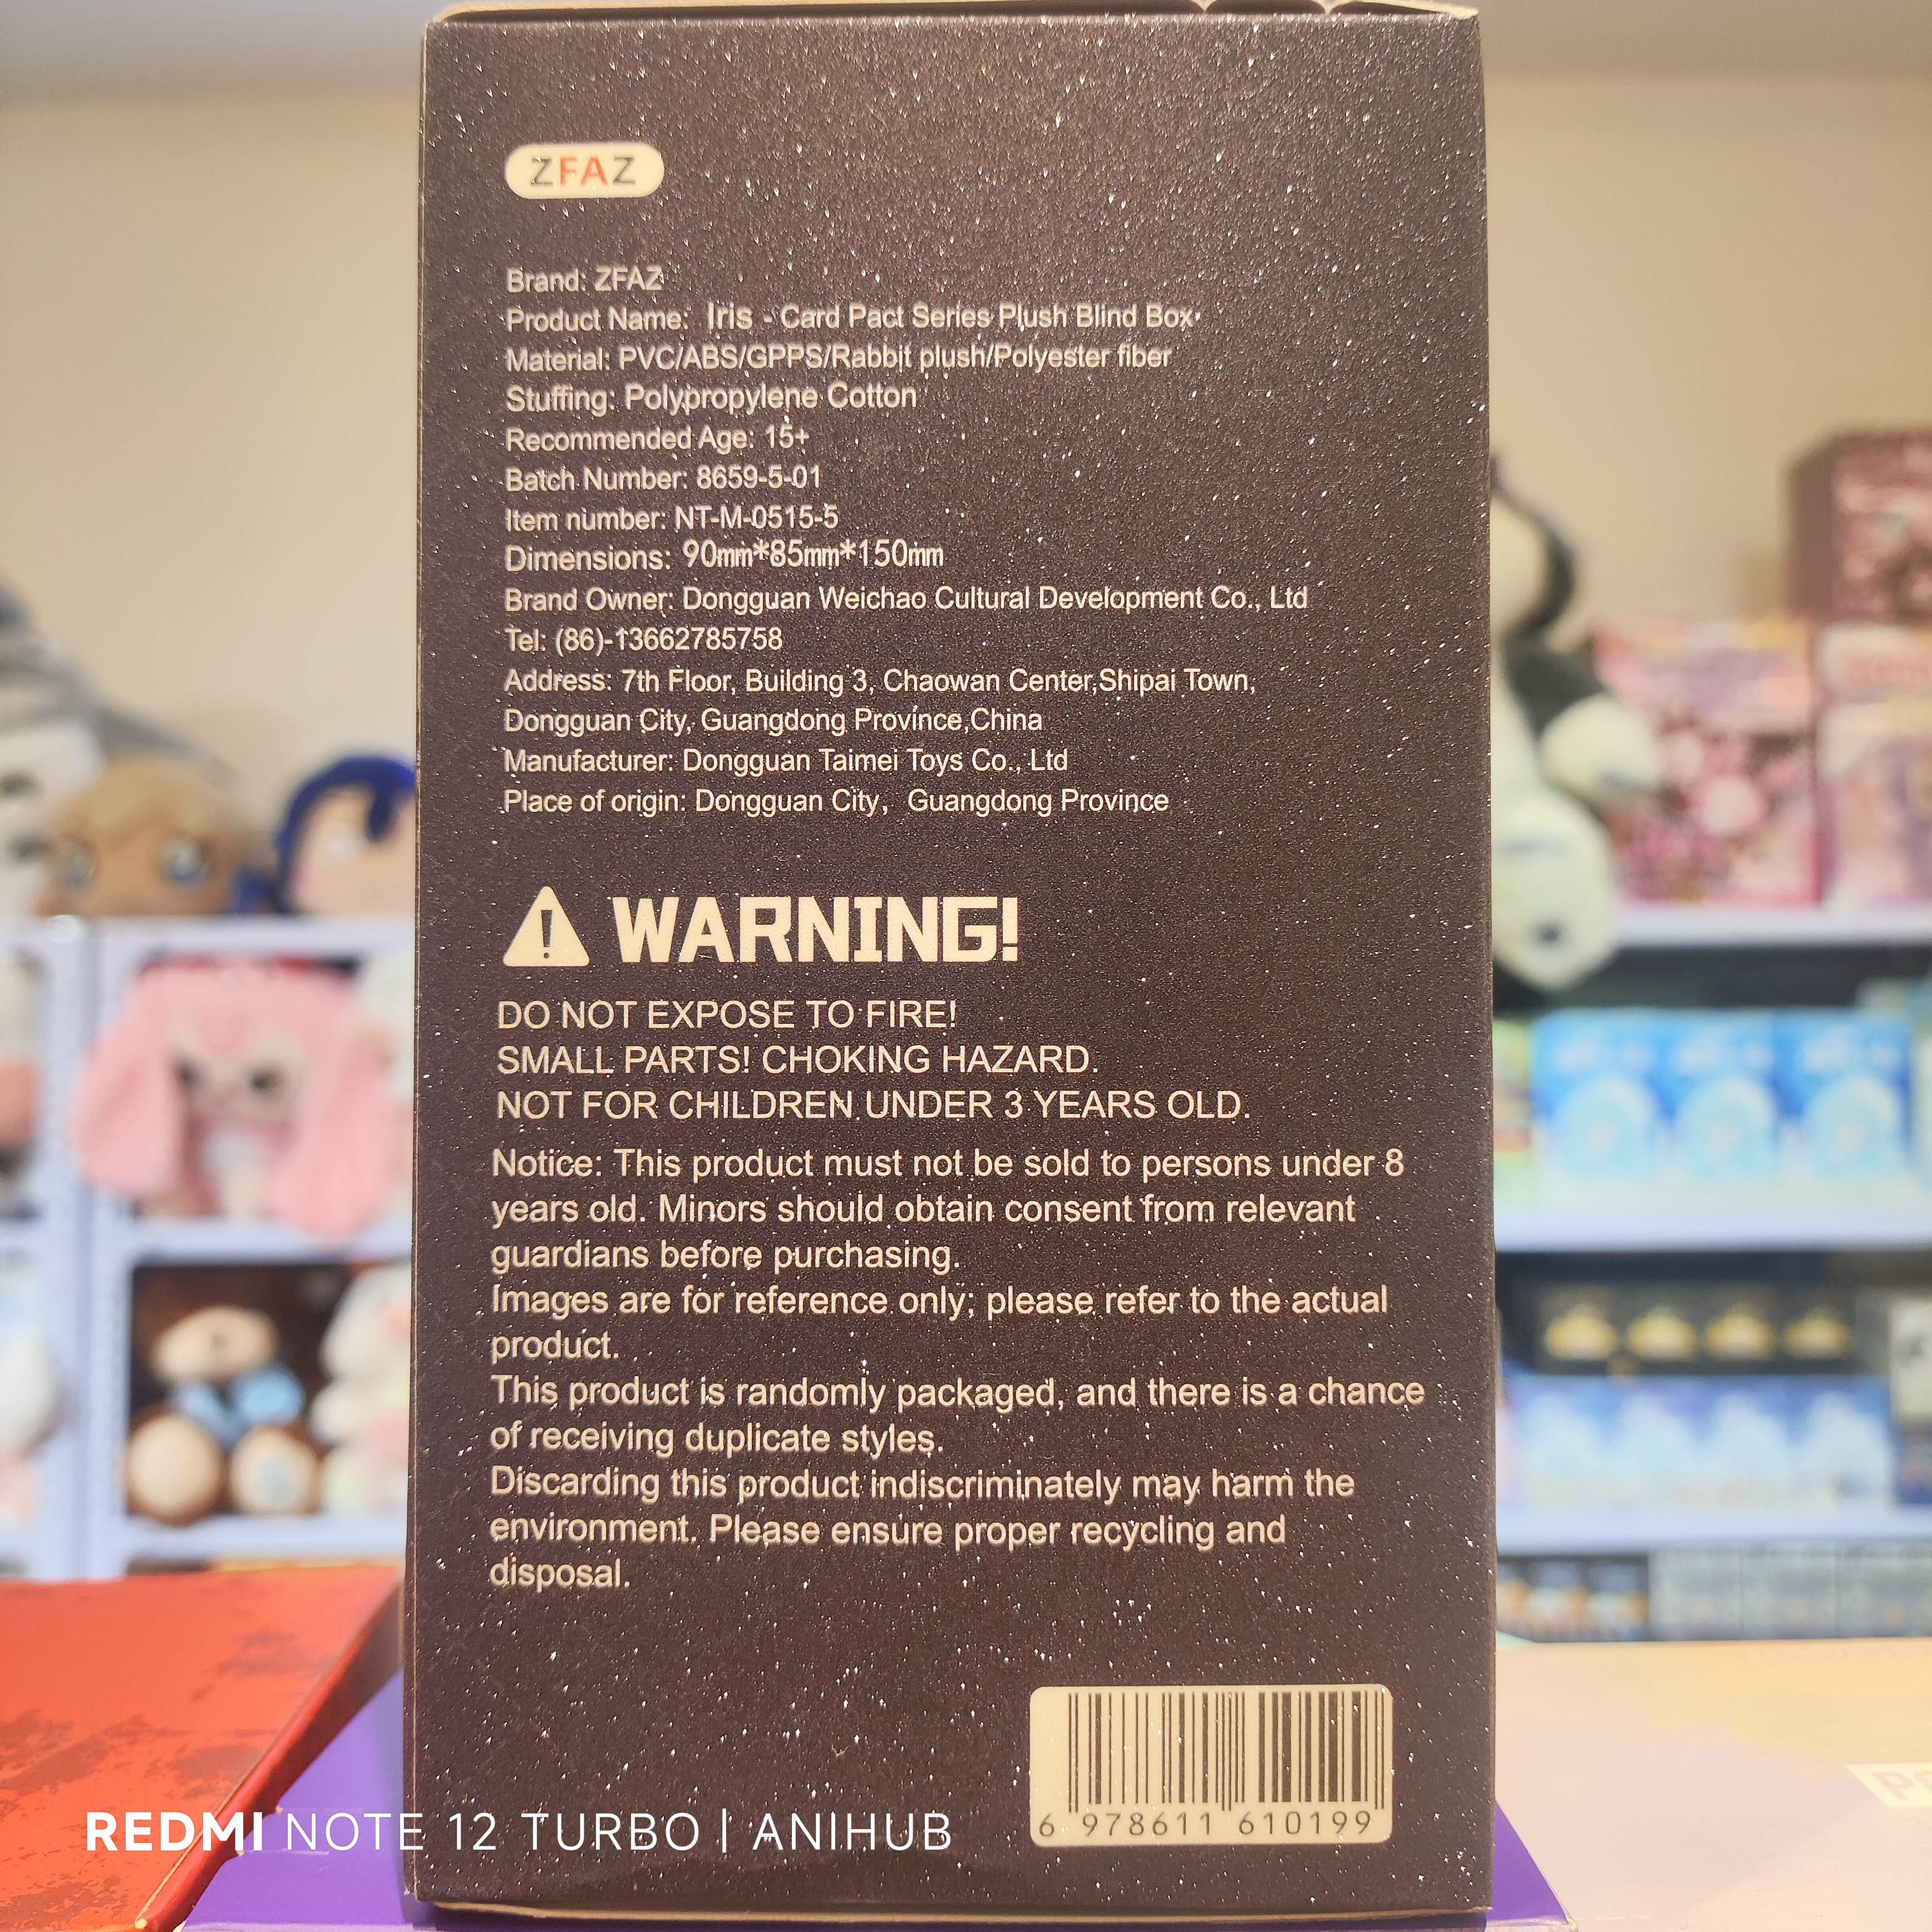 ZFAZ
Brand: ZFAZ
Product Name: Iris - Card Pact Series Plush Blind Box
Material: PVC/ABS/GPPS/Rabbit plush/Polyester fiber
Stuffing: Polypropylene Cotton
Recommended Age: 15+
Batch Number: 8659-5-01
Item number: NT-M-0515-5
Dimensions: 90mm*85mm*150mm
Brand Owner: Dongguan Weichao Cultural Development Co., Ltd
Tel: (86)-13662785758
Address: 7th Floor, Building 3, Chaowan Center,Shipai Town,
Dongguan City, Guangdong Province,China
Manufacturer: Dongguan Taimei Toys Co., Ltd
Place of origin: Dongguan City，Guangdong Province
WARNING!
DO NOT EXPOSE TO FIRE!
SMALL PARTS! CHOKING HAZARD.
NOT FOR CHILDREN UNDER 3 YEARS OLD.
Notice: This product must not be sold to persons under 8
years old. Minors should obtain consent from relevant
guardians before purchasing.
Images are for reference only; please refer to the actual
product.
This product is randomly packaged, and there is a chance
of receiving duplicate styles.
Discarding this product indiscriminately may harm the
environment. Please ensure proper recycling and
disposal.
6 978611 610199
REDMI NOTE 12 TURBO | ANIHUB